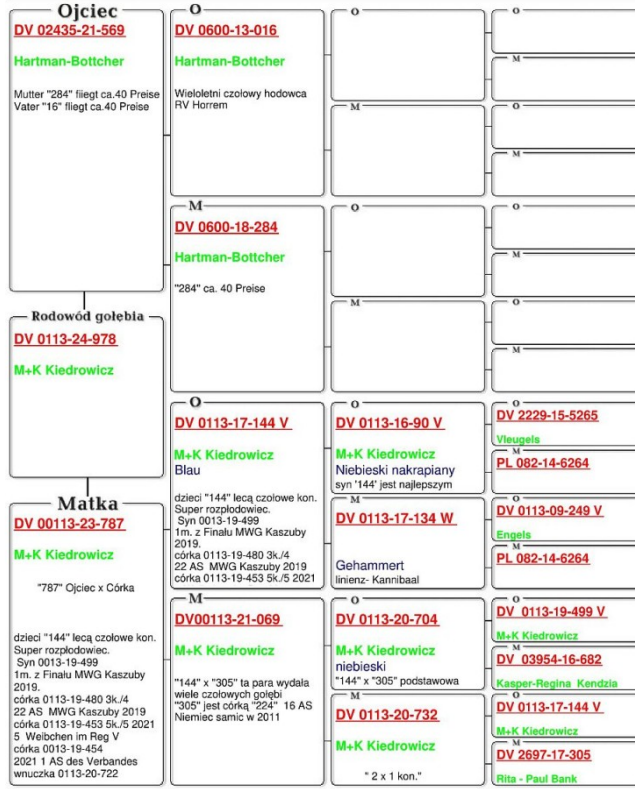 Ojciec
DV 02435-21-569
Hartman-Bottcher
Mutter "284" fiiegt ca.40 Preise
Vater "16" fliegt ca.40 Preise
Rodowód gołębia
DV 0113-24-978
M+K Kiedrowicz
Matka
DV 00113-23-787
M+K Kiedrowicz
"787" Ojciec x Córka
dzieci "144" lecą czołowe kon.
Super rozpłodowiec.
Syn 0013-19-499
1m. z Finału MWG Kaszuby
2019.
córka 0113-19-480 3k./4
22 AS MWG Kaszuby 2019
córka 0113-19-453 5k./5 2021
5 Weibchen im Reg V
córka 0013-19-454
2021 1 AS des Verbandes
wnuczka 0113-20-722
O
DV 0600-13-016
Hartman-Bottcher
Wieloletni czołowy hodowca
RV Horrem
M
DV 0600-18-284
Hartman-Bottcher
"284" ca. 40 Preise
O
DV 0113-17-144 V
M+K Kiedrowicz
Blau
dzieci "144" lecą czołowe kon.
Super rozpłodowiec.
Syn 0013-19-499
1m. z Finału MWG Kaszuby
2019.
córka 0113-19-480 3k./4
22 AS MWG Kaszuby 2019
córka 0113-19-453 5k./5 2021
M
DV00113-21-069
M+K Kiedrowicz
"144" x "305" ta para wydała
wiele czołowych gołębi
"305" jest córką "224" 16 AS
Niemiec samic w 2011
O
M
O
M
O
DV 0113-16-90 V
M+K Kiedrowicz
Niebieski nakrapiany
syn '144' jest najlepszym
M
DV 0113-17-134 W
Gehammert
linienz- Kannibaal
O
DV 0113-20-704
M+K Kiedrowicz
niebieski
"144" x "305" podstawowa
M
DV 0113-20-732
M+K Kiedrowicz
" 2 x 1 kon."
O
M
O
M
O
M
O
M
O
DV 2229-15-5265
Vleugels
M
PL 082-14-6264
O
DV 0113-09-249 V
Engels
M
PL 082-14-6264
O
DV 0113-19-499 V
M+K Kiedrowicz
M
DV 03954-16-682
Kasper-Regina Kendzia
O
DV 0113-17-144 V
M+K Kiedrowicz
M
DV 2697-17-305
Rita - Paul Bank